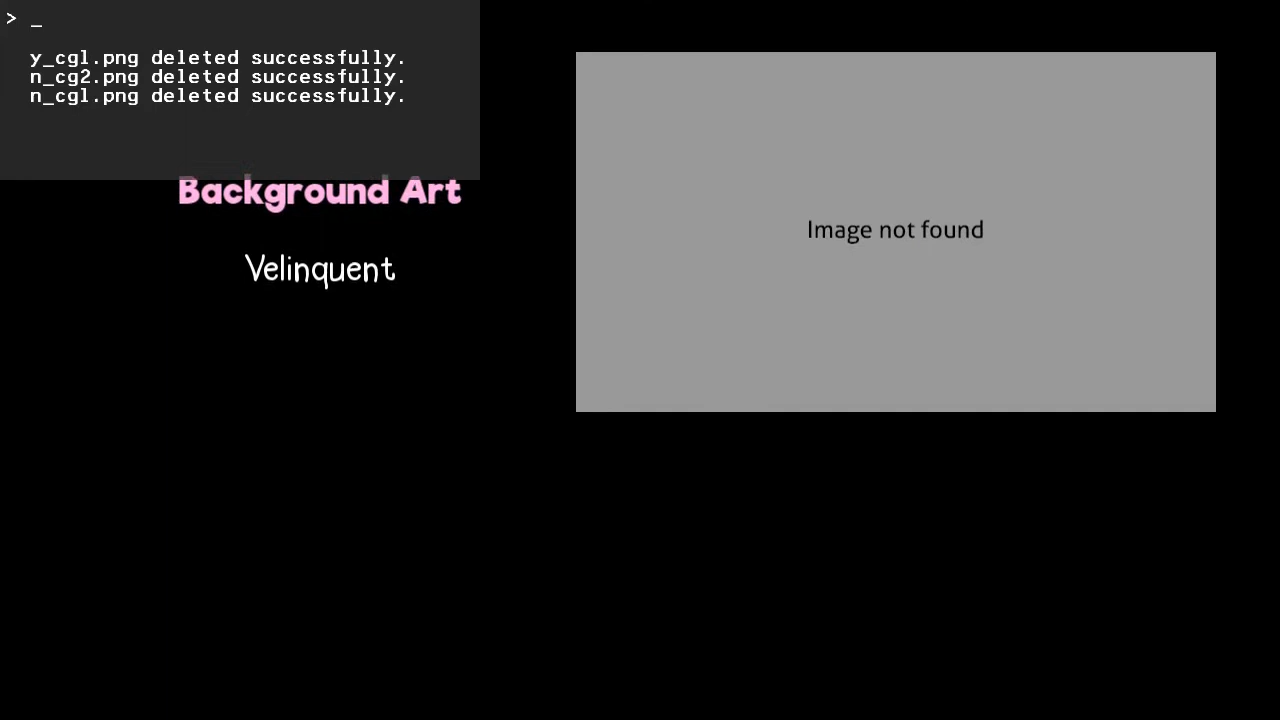 > _
y_cg1.png deleted successfully.
n_cg2.png deleted successfully.
n_cg1.png deleted successfully.
Background Art
Velinquent
Image not found